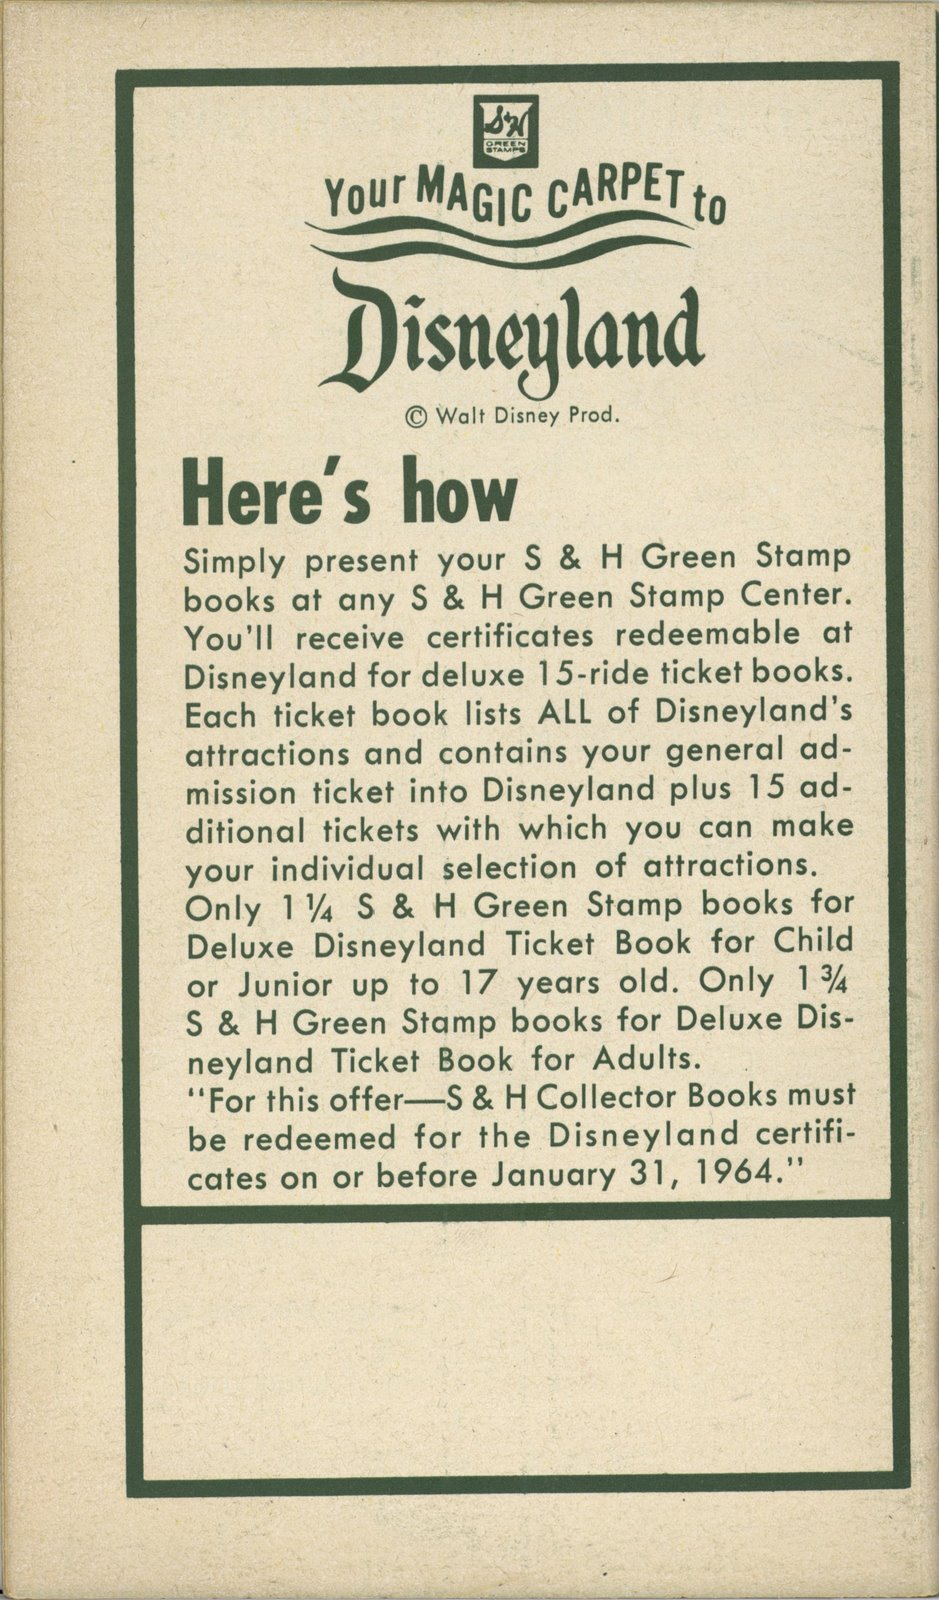 S&H
GREEN
STAMPS
Your MAGIC CARPET to
Disneyland
© Walt Disney Prod.
Here's how
Simply present your S & H Green Stamp
books at any S & H Green Stamp Center.
You'll receive certificates redeemable at
Disneyland for deluxe 15-ride ticket books.
Each ticket book lists ALL of Disneyland's
attractions and contains your general ad-
mission ticket into Disneyland plus 15 ad-
ditional tickets with which you can make
your individual selection of attractions.
Only 1 ¼ S & H Green Stamp books for
Deluxe Disneyland Ticket Book for Child
or Junior up to 17 years old. Only 1 ¾
S & H Green Stamp books for Deluxe Dis-
neyland Ticket Book for Adults.
"For this offer—S & H Collector Books must
be redeemed for the Disneyland certifi-
cates on or before January 31, 1964."